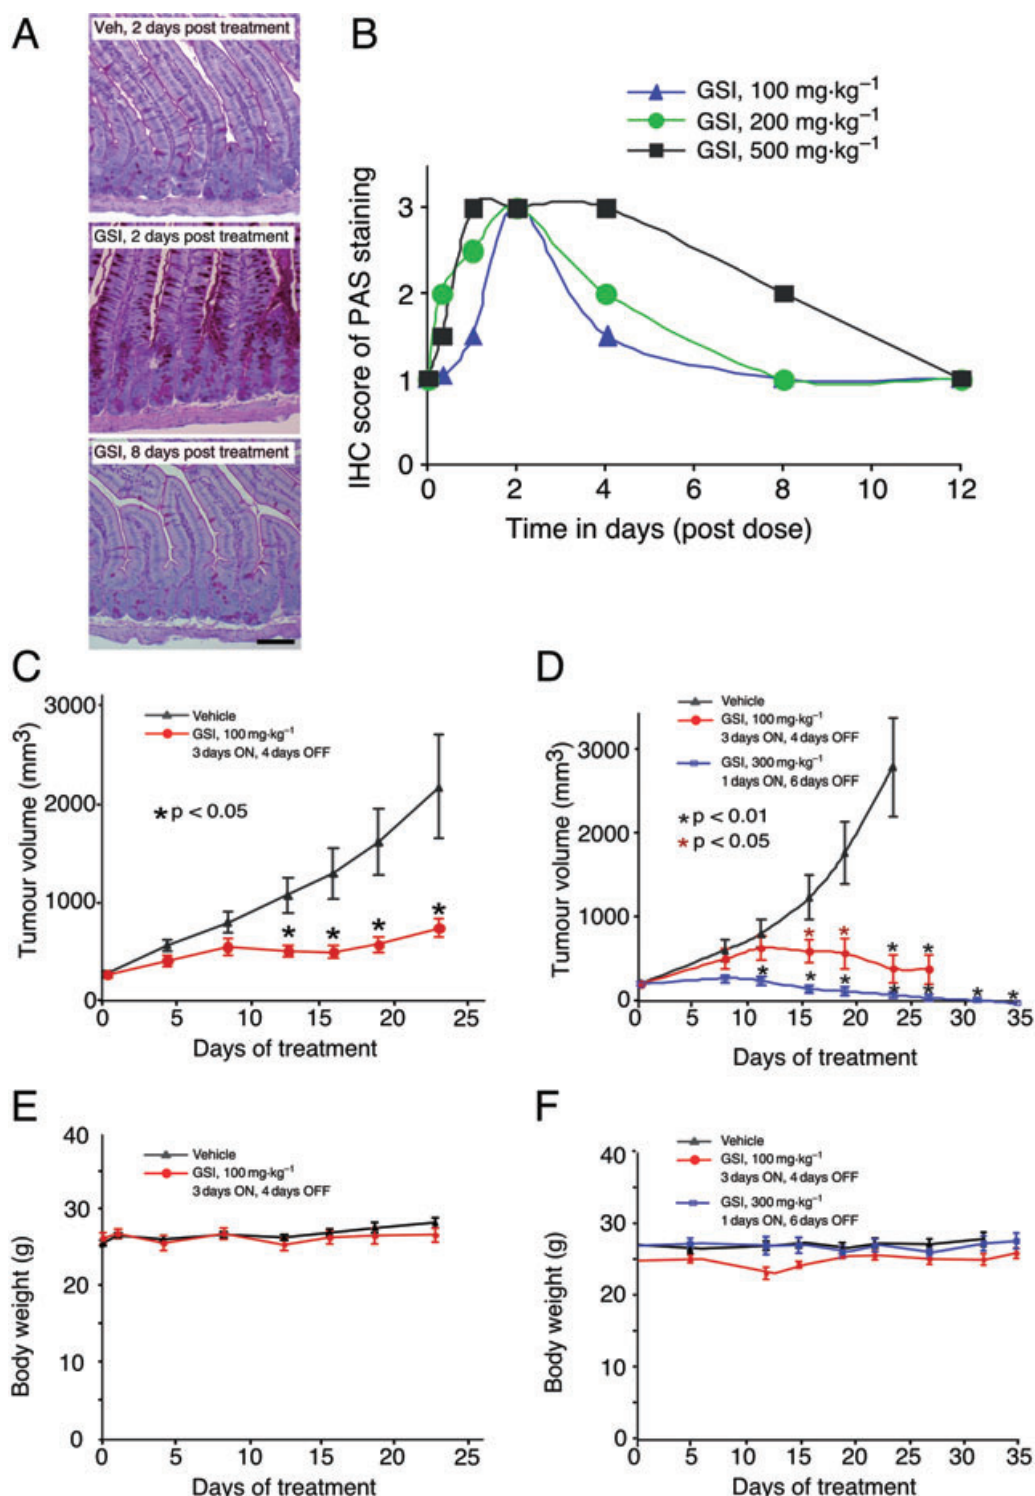 A
Veh, 2 days post treatment
GSI, 2 days post treatment
GSI, 8 days post treatment
B
GSI, 100 mg·kg⁻¹
GSI, 200 mg·kg⁻¹
GSI, 500 mg·kg⁻¹
IHC score of PAS staining
3
2
1
0
0 2 4 6 8 10 12
Time in days (post dose)
C
Vehicle
GSI, 100 mg·kg⁻¹
3 days ON, 4 days OFF
* p < 0.05
Tumour volume (mm³)
3000
2000
1000
0
* * * *
0 5 10 15 20 25
Days of treatment
D
Vehicle
GSI, 100 mg·kg⁻¹
3 days ON, 4 days OFF
GSI, 300 mg·kg⁻¹
1 days ON, 6 days OFF
* p < 0.01
* p < 0.05
Tumour volume (mm3)
3000
2000
1000
0
* * * *
* * * * * * *
0 5 10 15 20 25 30 35
Days of treatment
E
Vehicle
GSI, 100 mg·kg⁻¹
3 days ON, 4 days OFF
Body weight (g)
40
30
20
10
0
0 5 10 15 20 25
Days of treatment
F
Vehicle
GSI, 100 mg·kg⁻¹
3 days ON, 4 days OFF
GSI, 300 mg·kg⁻¹
1 days ON, 6 days OFF
Body weight (g)
40
30
20
10
0
0 5 10 15 20 25 30 35
Days of treatment